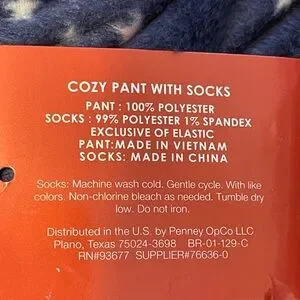 COZY PANT WITH SOCKS
PANT : 100% POLYESTER
SOCKS : 99% POLYESTER 1% SPANDEX
EXCLUSIVE OF ELASTIC
PANT:MADE IN VIETNAM
SOCKS: MADE IN CHINA
Socks: Machine wash cold. Gentle cycle. With like
colors. Non-chlorine bleach as needed. Tumble dry
low. Do not iron.
Distributed in the U.S. by Penney OpCo LLC
Plano, Texas 75024-3698 BR-01-129-C
RN#93677 SUPPLIER#76636-0